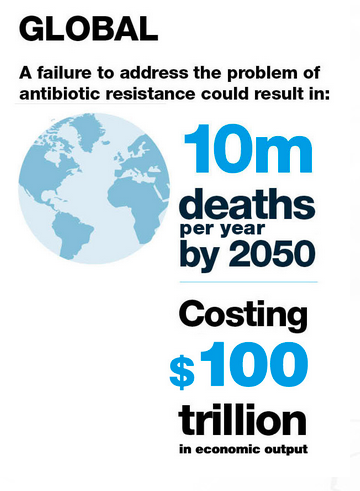 GLOBAL
A failure to address the problem of
antibiotic resistance could result in:
10m
deaths
per year
by 2050
Costing
$100
trillion
in economic output